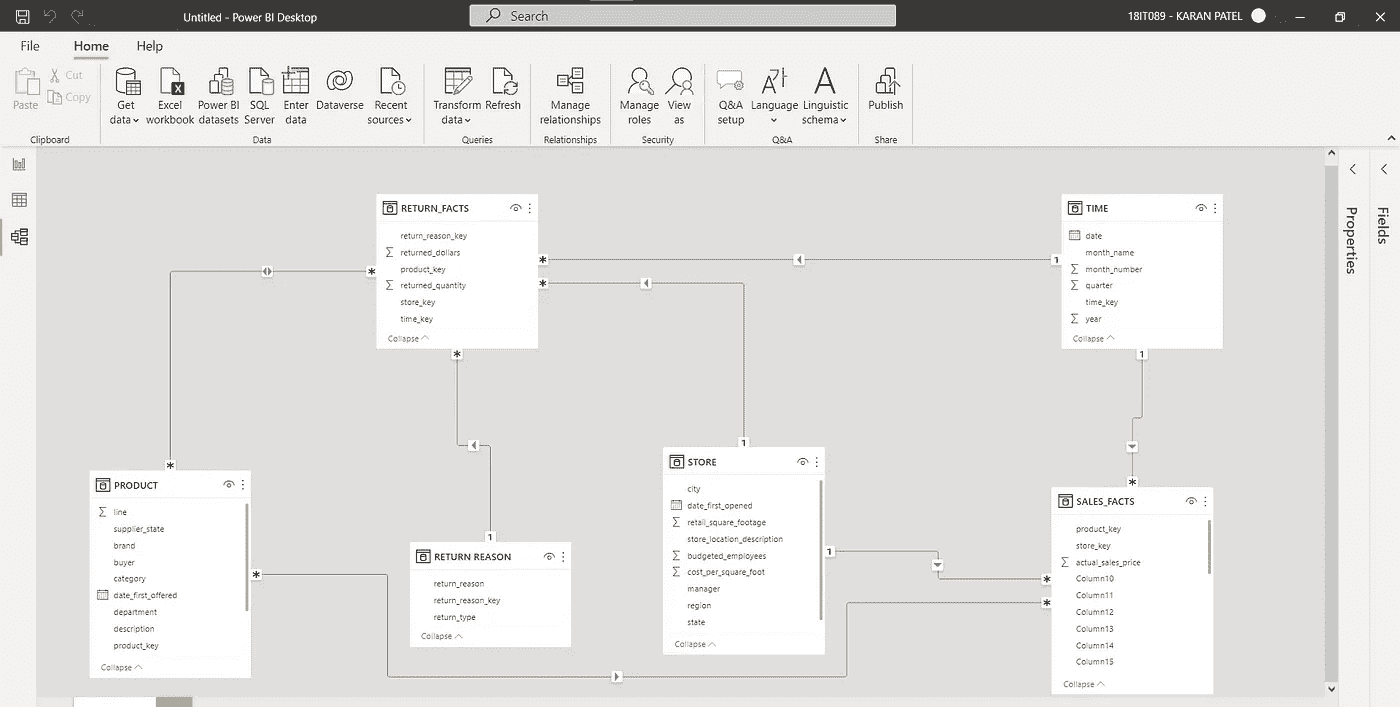 Untitled - Power BI Desktop
Search
18IT089 - KARAN PATEL
File Home Help
Paste
Cut
Copy
Clipboard
Get data
Excel workbook
Power BI datasets
SQL Server
Enter data
Dataverse
Recent sources
Data
Transform data
Refresh
Queries
Manage relationships
Relationships
Manage roles
View as
Security
Q&A setup
Language
Linguistic schema
Q&A
Publish
Share
Properties
Fields
RETURN_FACTS
return_reason_key
returned_dollars
product_key
returned_quantity
store_key
time_key
Collapse
TIME
date
month_name
month_number
quarter
time_key
year
Collapse
*
1
*
*
*
1
1
*
*
1
PRODUCT
line
supplier_state
brand
buyer
category
date_first_offered
department
description
product_key
Collapse
*
RETURN REASON
return_reason
return_reason_key
return_type
Collapse
STORE
city
date_first_opened
retail_square_footage
store_location_description
budgeted_employees
cost_per_square_foot
manager
region
state
Collapse
1
*
*
SALES_FACTS
product_key
store_key
actual_sales_price
Column10
Column11
Column12
Column13
Column14
Column15
Collapse